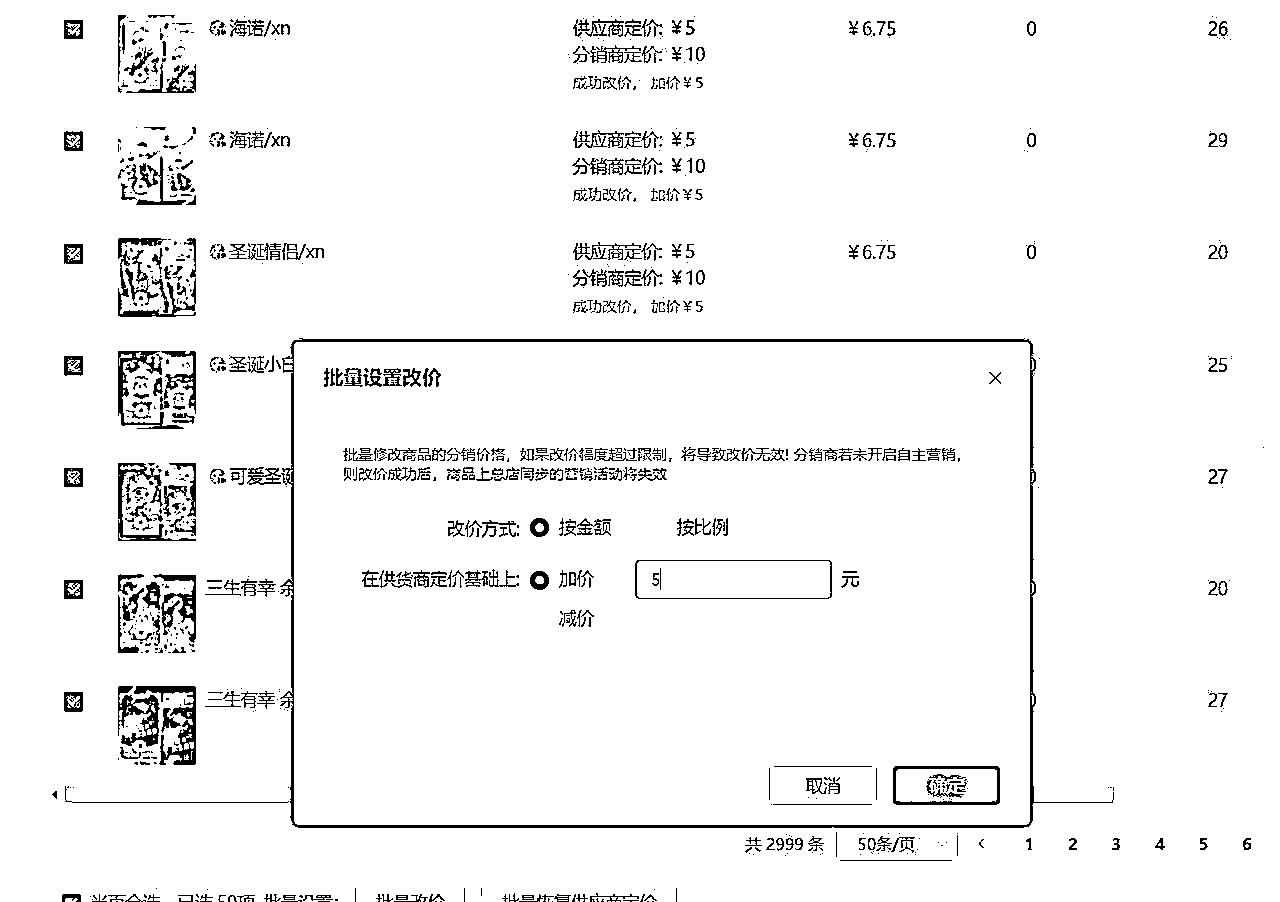 海诺/xn 供应商定价: ¥5 ¥6.75 0 26
分销商定价: ¥10
成功改价, 加价¥5
海诺/xn 供应商定价: ¥5 ¥6.75 0 29
分销商定价: ¥10
成功改价, 加价¥5
圣诞情侣/xn 供应商定价: ¥5 ¥6.75 0 20
分销商定价: ¥10
成功改价, 加价¥5
圣诞小白 25
可爱圣诞 27
三生有幸 余 20
三生有幸 余 27
批量设置改价
批量修改商品的分销价格，如果改价幅度超过限制，将导致改价无效! 分销商若未开启自主营销，
则改价成功后，商品上总店同步的营销活动将失效
改价方式: 按金额 按比例
在供货商定价基础上: 加价 5 元
减价
取消 确定
共 2999 条 50条/页 < 1 2 3 4 5 6
当页全选 已选 50项 批量设置: 批量改价 批量恢复供应商定价